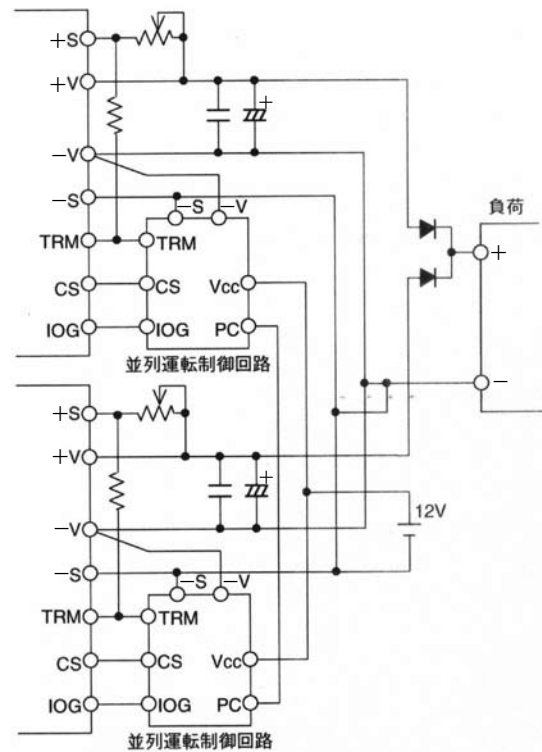 +S
+V
+
−V
−S
−S −V
負荷
TRM TRM
+
CS CS Vcc
IOG IOG PC
並列運転制御回路
−
+S
+V
+
12V
−V
−S
−S −V
TRM TRM
CS CS Vcc
IOG IOG PC
並列運転制御回路